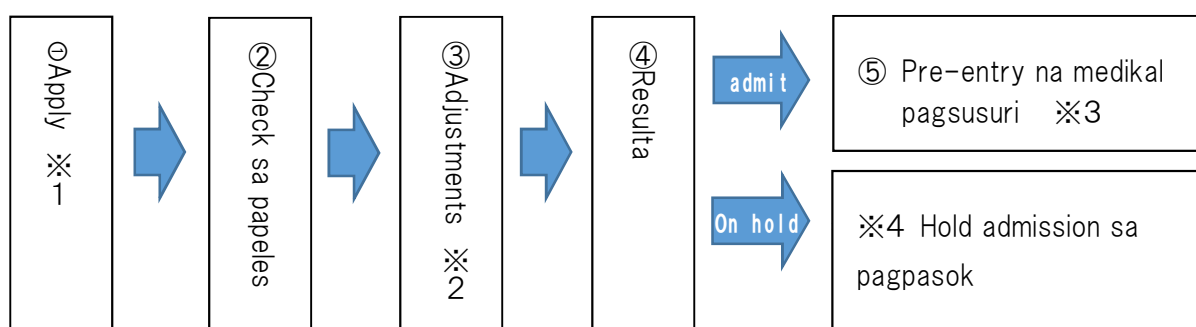 ①Apply ※1
②Check sa papeles
③Adjustments ※2
④Resulta
admit
⑤ Pre-entry na medikal
pagsusuri ※3
On hold
※4 Hold admission sa
pagpasok